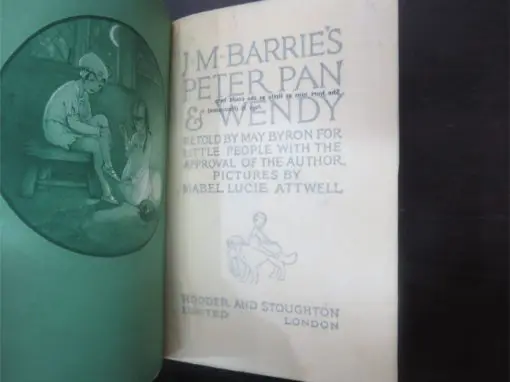 J·M·BARRIE'S
PETER PAN
& WENDY
RETOLD BY MAY BYRON FOR
LITTLE PEOPLE WITH THE
APPROVAL OF THE AUTHOR.
PICTURES BY
MABEL LUCIE ATTWELL
HODDER AND STOUGHTON
LIMITED LONDON